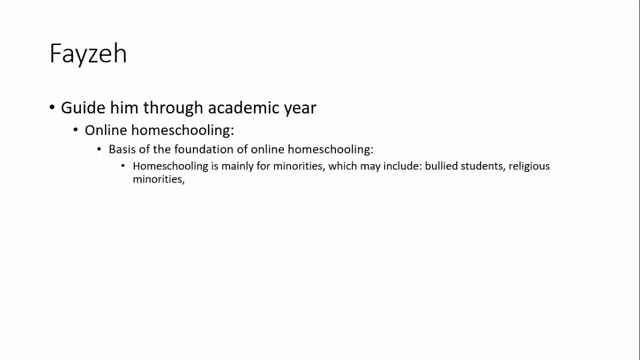 Fayzeh
• Guide him through academic year
• Online homeschooling:
• Basis of the foundation of online homeschooling:
• Homeschooling is mainly for minorities, which may include: bullied students, religious
minorities,